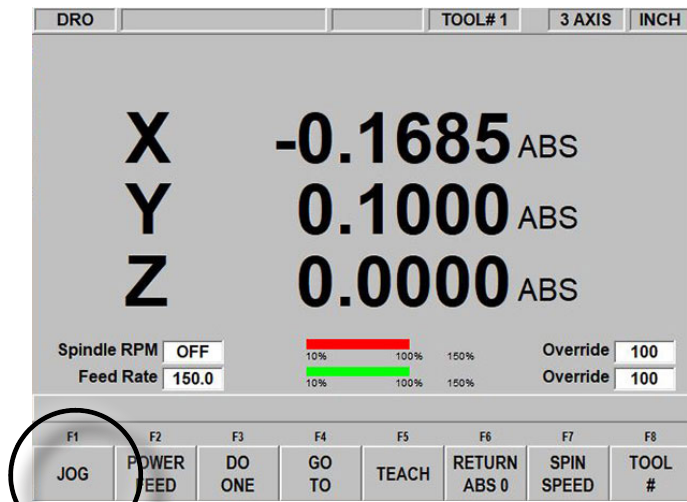 DRO TOOL# 1 3 AXIS INCH
X -0.1685 ABS
Y 0.1000 ABS
Z 0.0000 ABS
Spindle RPM OFF 10% 100% 150% Override 100
Feed Rate 150.0 10% 100% 150% Override 100
F1 F2 F3 F4 F5 F6 F7 F8
JOG POWER FEED DO ONE GO TO TEACH RETURN ABS 0 SPIN SPEED TOOL #